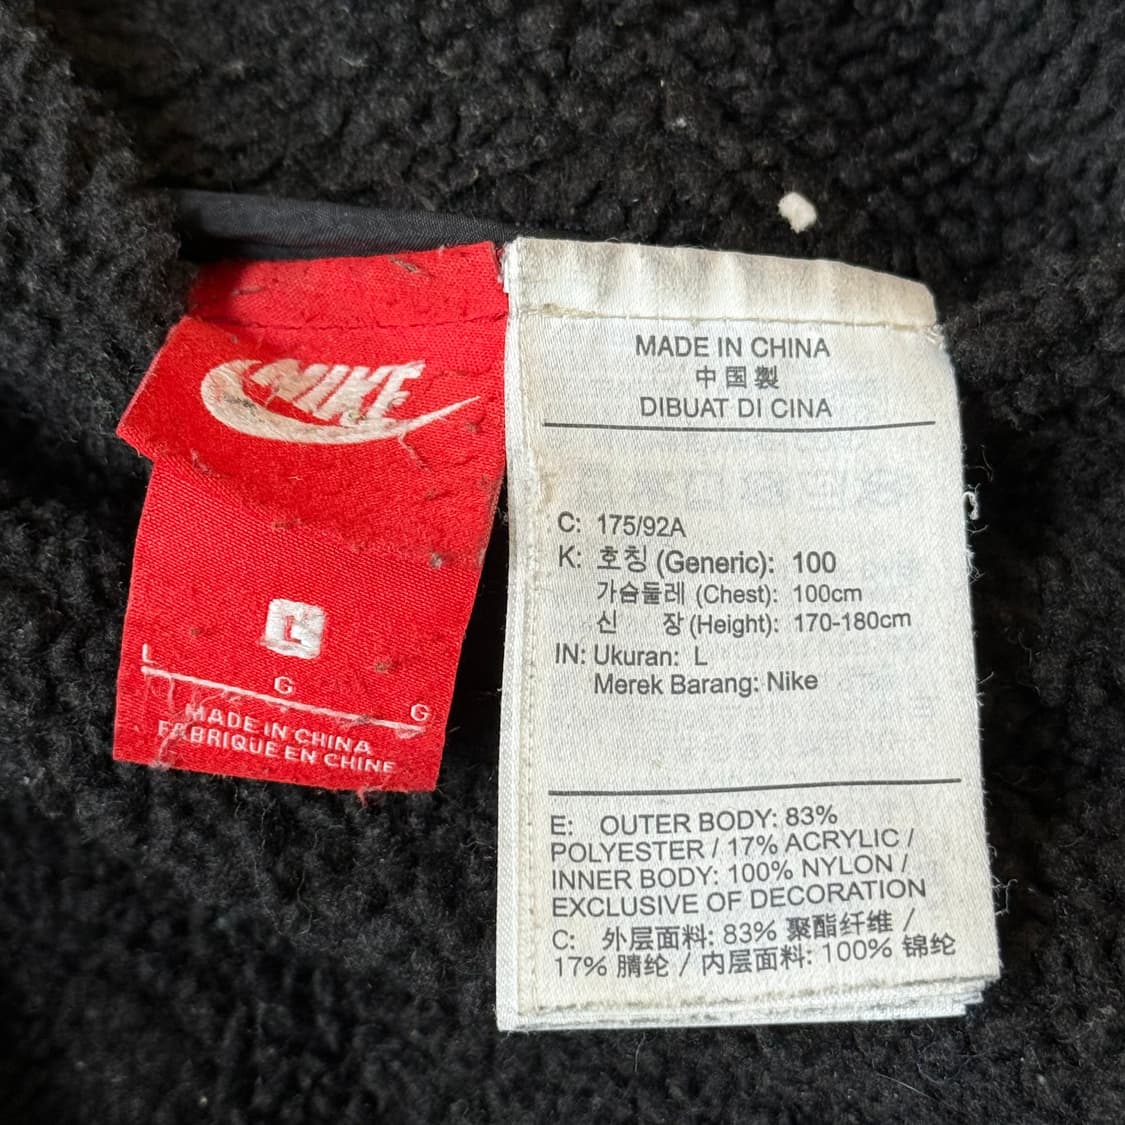 NIKE
L
L
G
G
MADE IN CHINA
FABRIQUE EN CHINE
MADE IN CHINA
中国製
DIBUAT DI CINA
C: 175/92A
K: 호칭 (Generic): 100
가슴둘레 (Chest): 100cm
신 장 (Height): 170-180cm
IN: Ukuran: L
Merek Barang: Nike
E: OUTER BODY: 83%
POLYESTER / 17% ACRYLIC /
INNER BODY: 100% NYLON /
EXCLUSIVE OF DECORATION
C: 外层面料: 83% 聚酯纤维 /
17% 腈纶 / 内层面料: 100% 锦纶